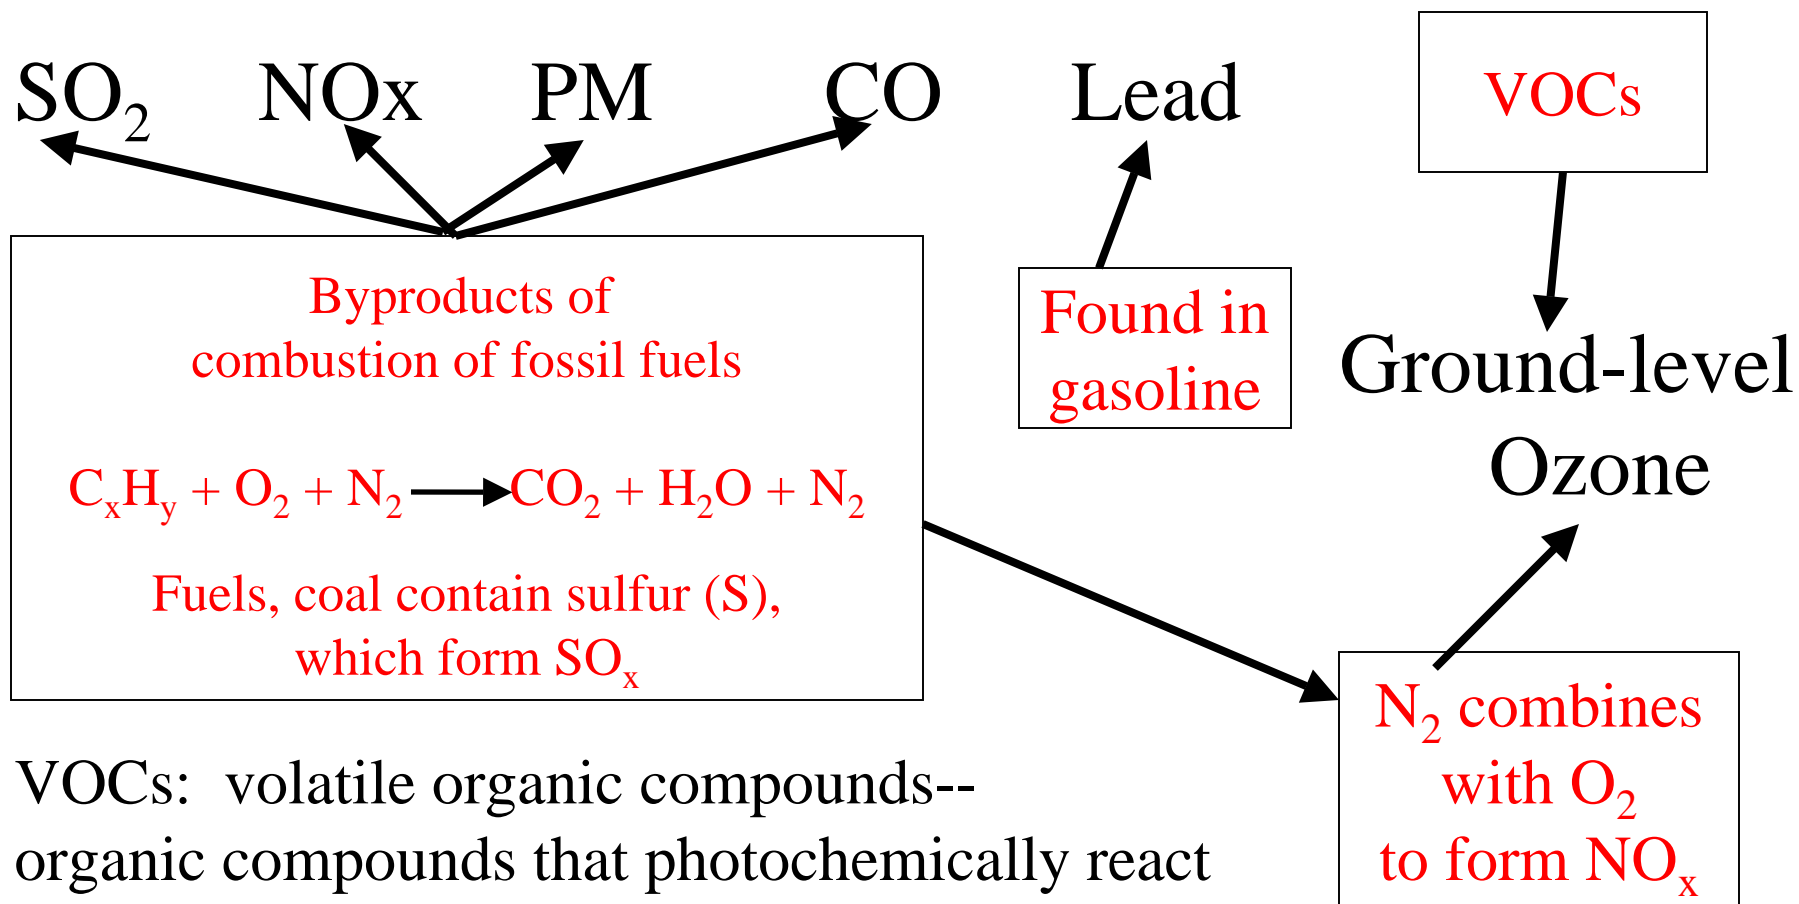 SO₂ NOx PM CO Lead
VOCs
Byproducts of
combustion of fossil fuels
CₓHᵧ + O₂ + N₂ → CO₂ + H₂O + N₂
Fuels, coal contain sulfur (S),
which form SOₓ
Found in
gasoline
Ground-level
Ozone
N₂ combines
with O₂
to form NOₓ
VOCs: volatile organic compounds--
organic compounds that photochemically react